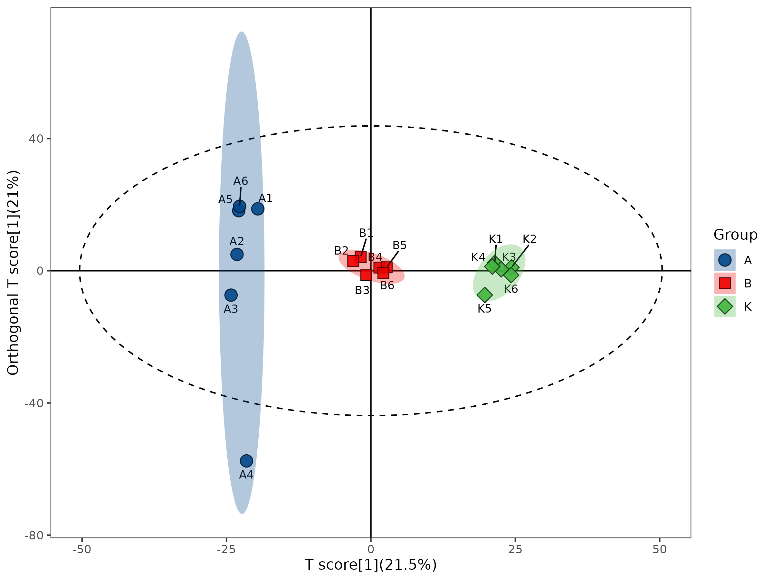 40
0
-40
-80
-50
-25
0
25
50
Orthogonal T score[1](21%)
T score[1](21.5%)
A6
A5
A1
A2
A3
A4
B1
B2
B4
B5
B3
B6
K1
K2
K4
K3
K6
K5
Group
A
B
K